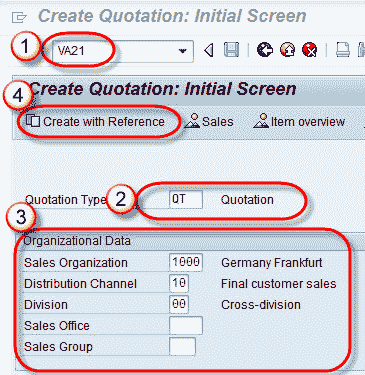 Create Quotation: Initial Screen
1 VA21
4 Create Quotation: Initial Screen
Create with Reference Sales Item overview
Quotation Type 2 QT Quotation
3
Organizational Data
Sales Organization 1000 Germany Frankfurt
Distribution Channel 10 Final customer sales
Division 00 Cross-division
Sales Office
Sales Group